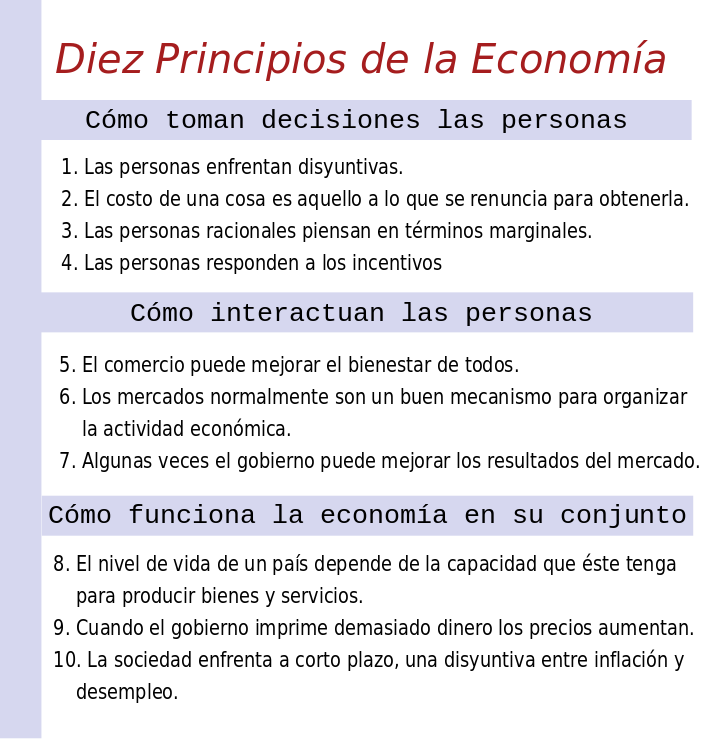 Diez Principios de la Economía
Cómo toman decisiones las personas
1. Las personas enfrentan disyuntivas.
2. El costo de una cosa es aquello a lo que se renuncia para obtenerla.
3. Las personas racionales piensan en términos marginales.
4. Las personas responden a los incentivos
Cómo interactuan las personas
5. El comercio puede mejorar el bienestar de todos.
6. Los mercados normalmente son un buen mecanismo para organizar
la actividad económica.
7. Algunas veces el gobierno puede mejorar los resultados del mercado.
Cómo funciona la economía en su conjunto
8. El nivel de vida de un país depende de la capacidad que éste tenga
para producir bienes y servicios.
9. Cuando el gobierno imprime demasiado dinero los precios aumentan.
10. La sociedad enfrenta a corto plazo, una disyuntiva entre inflación y
desempleo.